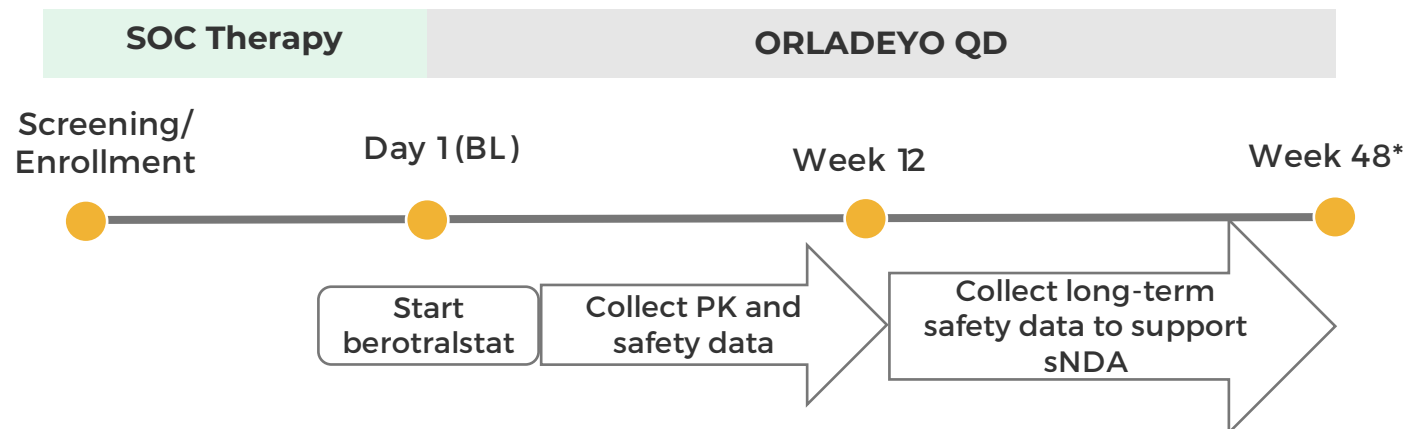 SOC Therapy
ORLADEYO QD
Screening/
Enrollment
Day 1 (BL)
Week 12
Week 48*
Start
berotralstat
Collect PK and
safety data
Collect long-term
safety data to support
sNDA